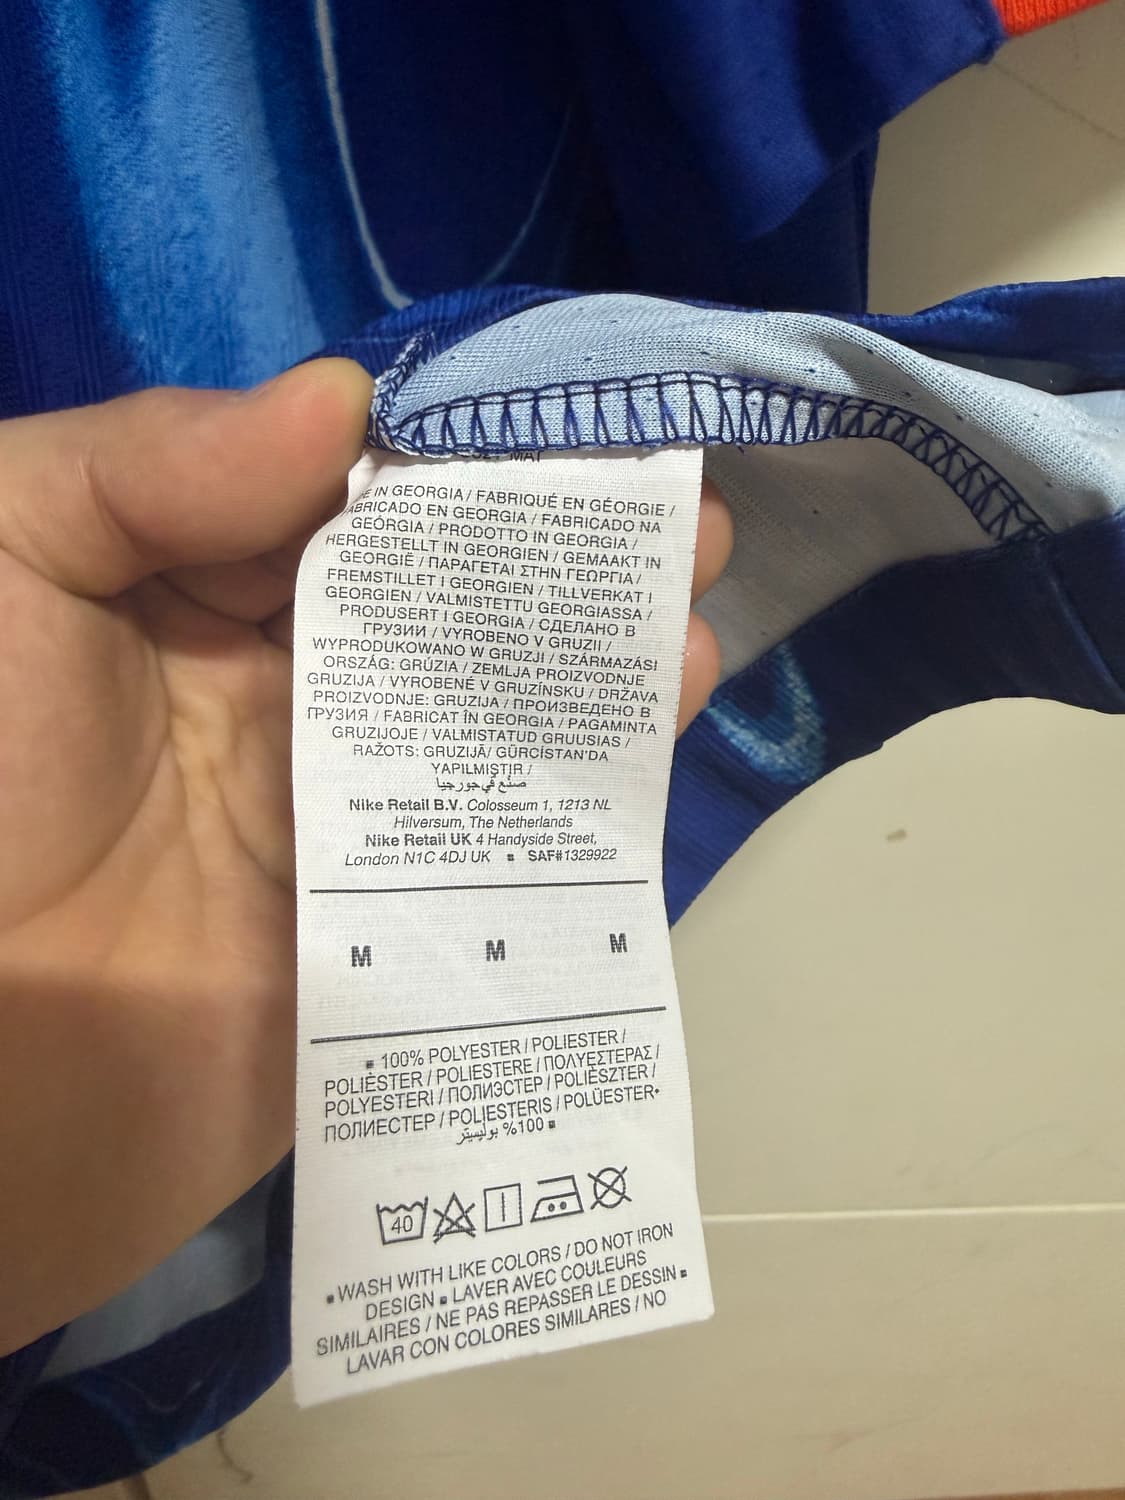 MAT
E IN GEORGIA / FABRIQUÉ EN GÉORGIE /
ABRICADO EN GEORGIA / FABRICADO NA
GEÓRGIA / PRODOTTO IN GEORGIA /
HERGESTELLT IN GEORGIEN / GEMAAKT IN
GEORGIË / ΠΑΡΑΓΕΤΑΙ ΣΤΗΝ ΓΕΩΡΓΙΑ /
FREMSTILLET I GEORGIEN / TILLVERKAT I
GEORGIEN / VALMISTETTU GEORGIASSA /
PRODUSERT I GEORGIA / СДЕЛАНО В
ГРУЗИИ / VYROBENO V GRUZII /
WYPRODUKOWANO W GRUZJI / SZÁRMAZÁSI
ORSZÁG: GRÚZIA / ZEMLJA PROIZVODNJE
GRUZIJA / VYROBENÉ V GRUZÍNSKU / DRŽAVA
PROIZVODNJE: GRUZIJA / ПРОИЗВЕДЕНО В
ГРУЗИЯ / FABRICAT ÎN GEORGIA / PAGAMINTA
GRUZIJOJE / VALMISTATUD GRUUSIAS /
RAŽOTS: GRUZIJĀ/ GÜRCİSTAN'DA
YAPILMIŞTIR /
صنع في جورجيا
Nike Retail B.V. Colosseum 1, 1213 NL
Hilversum, The Netherlands
Nike Retail UK 4 Handyside Street,
London N1C 4DJ UK ▪ SAF#1329922
M M M
▪ 100% POLYESTER / POLIESTER /
POLIÈSTER / POLIESTERE / ΠΟΛΥΕΣΤΕΡΑΣ /
POLYESTERI / ПОЛИЭСТЕР / POLIÈSZTER /
ПОЛИЕСТЕР / POLIESTERIS / POLÜESTER•
%100 بوليستر ▪
40
▪ WASH WITH LIKE COLORS / DO NOT IRON
DESIGN ▪ LAVER AVEC COULEURS
SIMILAIRES / NE PAS REPASSER LE DESSIN ▪
LAVAR CON COLORES SIMILARES / NO